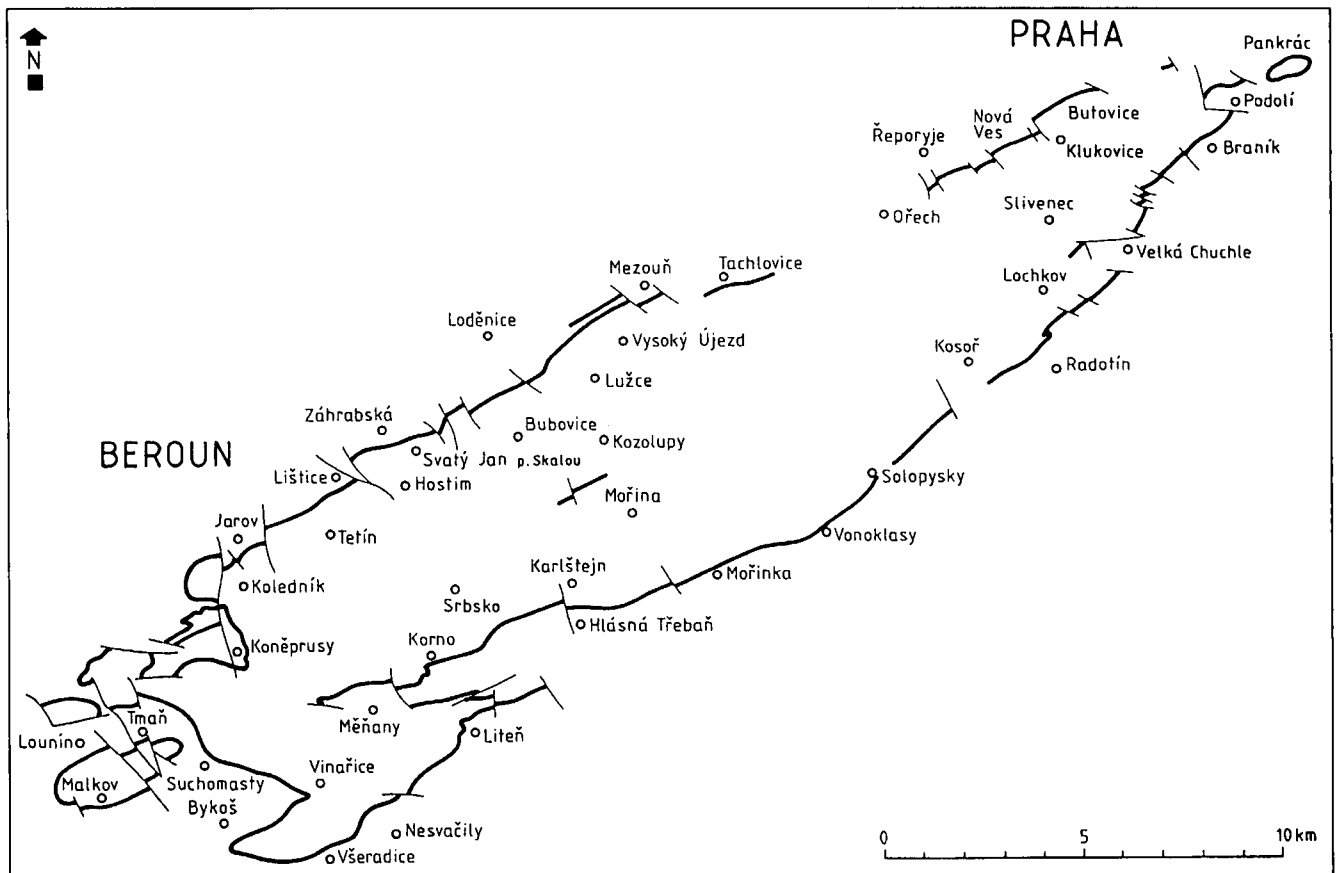 PRAHA
Pankrác
N
Podolí
Nová
Ves
Butovice
Řeporyje
Klukovice
Braník
Slivenec
Ořech
Velká Chuchle
Mezouň
Tachlovice
Lochkov
Loděnice
Vysoký Újezd
Kosoř
Radotín
Lužce
Záhrabská
Bubovice
Kozolupy
BEROUN
Svatý Jan p. Skalou
Lištice
Hostim
Solopysky
Mořina
Jarov
Tetín
Vonoklasy
Karlštejn
Mořinka
Koledník
Srbsko
Hlásná Třebaň
Koněprusy
Korno
Měňany
Tmaň
Liteň
Lounín
Malkov
Suchomasty
Vinařice
Bykoš
Nesvačily
Všeradice
0 5 10 km